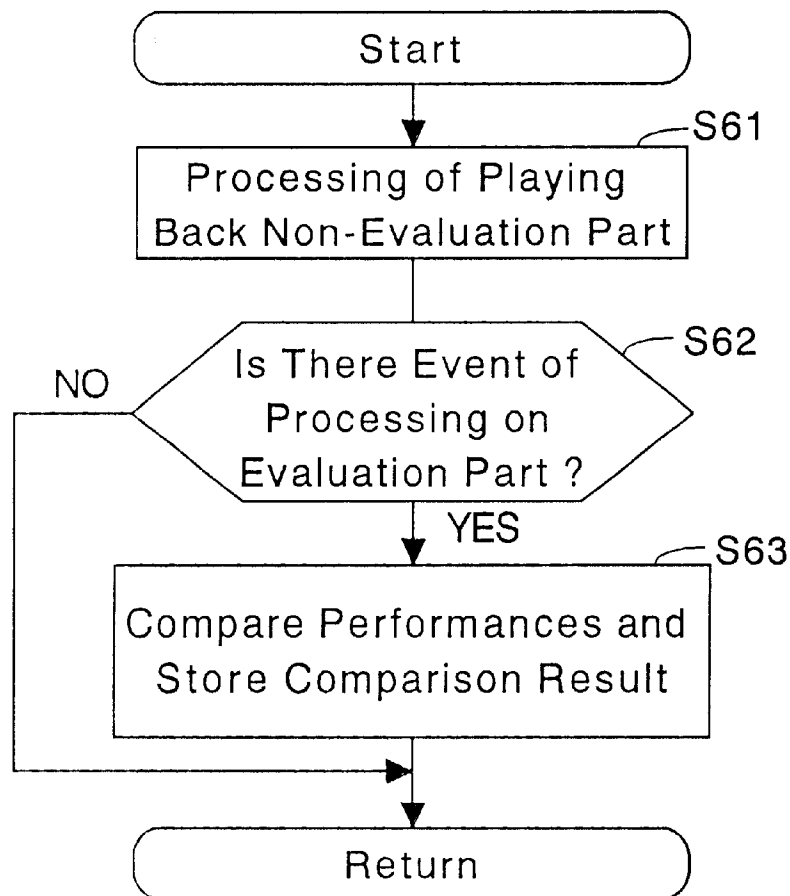 Start
S61
Processing of Playing
Back Non-Evaluation Part
S62
Is There Event of
Processing on
Evaluation Part ?
NO
YES
S63
Compare Performances and
Store Comparison Result
Return